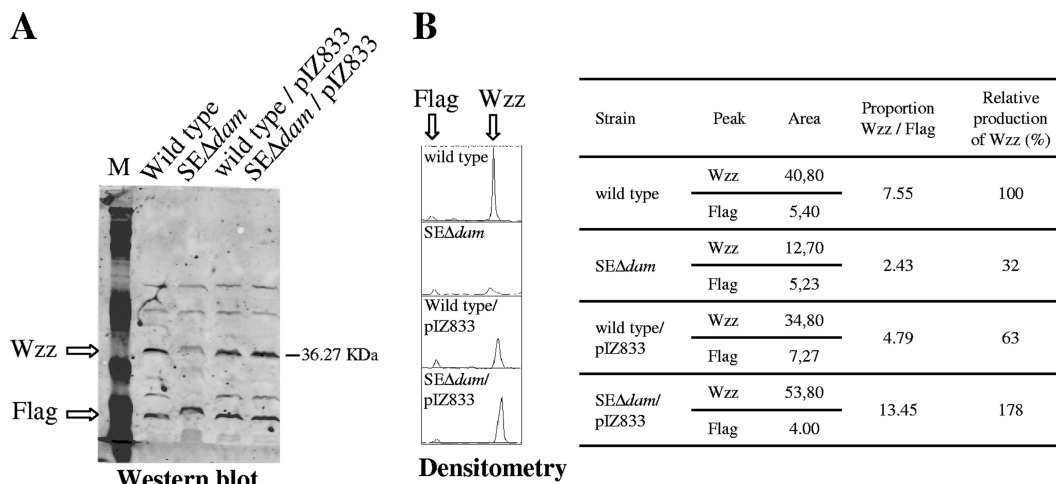 A
M
Wild type
SEΔdam
wild type / pIZ833
SEΔdam / pIZ833
Wzz
36.27 KDa
Flag
Western blot
B
Flag
Wzz
wild type
SEΔdam
Wild type/
pIZ833
SEΔdam/
pIZ833
Densitometry
Strain Peak Area Proportion Wzz / Flag Relative production of Wzz (%)
wild type Wzz 40,80 7.55 100
Flag 5,40
SEΔdam Wzz 12,70 2.43 32
Flag 5,23
wild type/ pIZ833 Wzz 34,80 4.79 63
Flag 7,27
SEΔdam/ pIZ833 Wzz 53,80 13.45 178
Flag 4.00